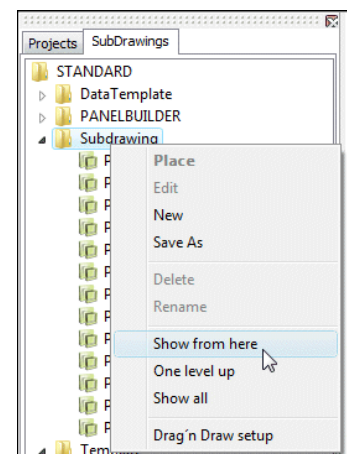 Projects SubDrawings
STANDARD
DataTemplate
PANELBUILDER
Subdrawing
P
Place
P
Edit
P
New
P
Save As
P
P
Delete
P
Rename
P
P
Show from here
P
One level up
P
Show all
P
P
Drag´n Draw setup
Tem